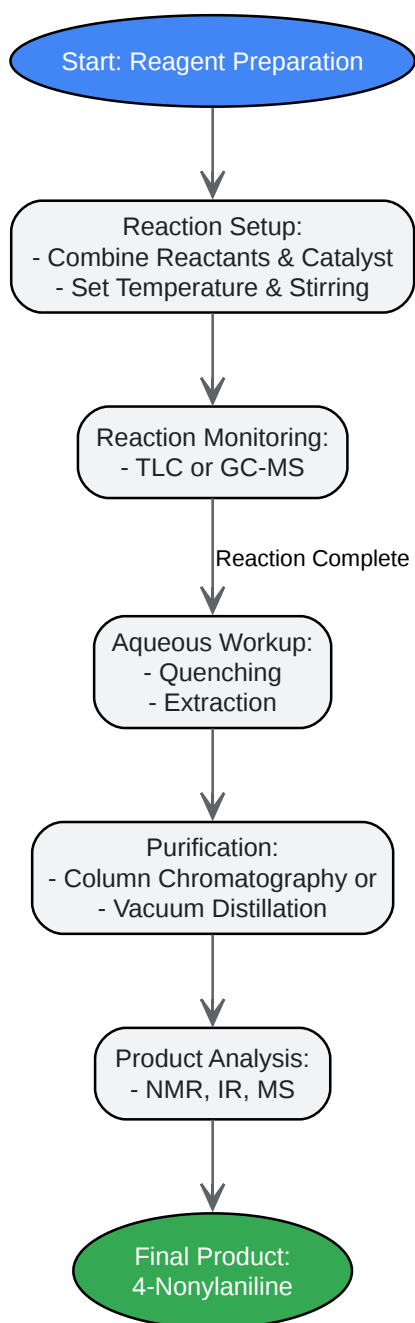 Start: Reagent Preparation
Reaction Setup:
- Combine Reactants & Catalyst
- Set Temperature & Stirring
Reaction Monitoring:
- TLC or GC-MS
Reaction Complete
Aqueous Workup:
- Quenching
- Extraction
Purification:
- Column Chromatography or
- Vacuum Distillation
Product Analysis:
- NMR, IR, MS
Final Product:
4-Nonylaniline